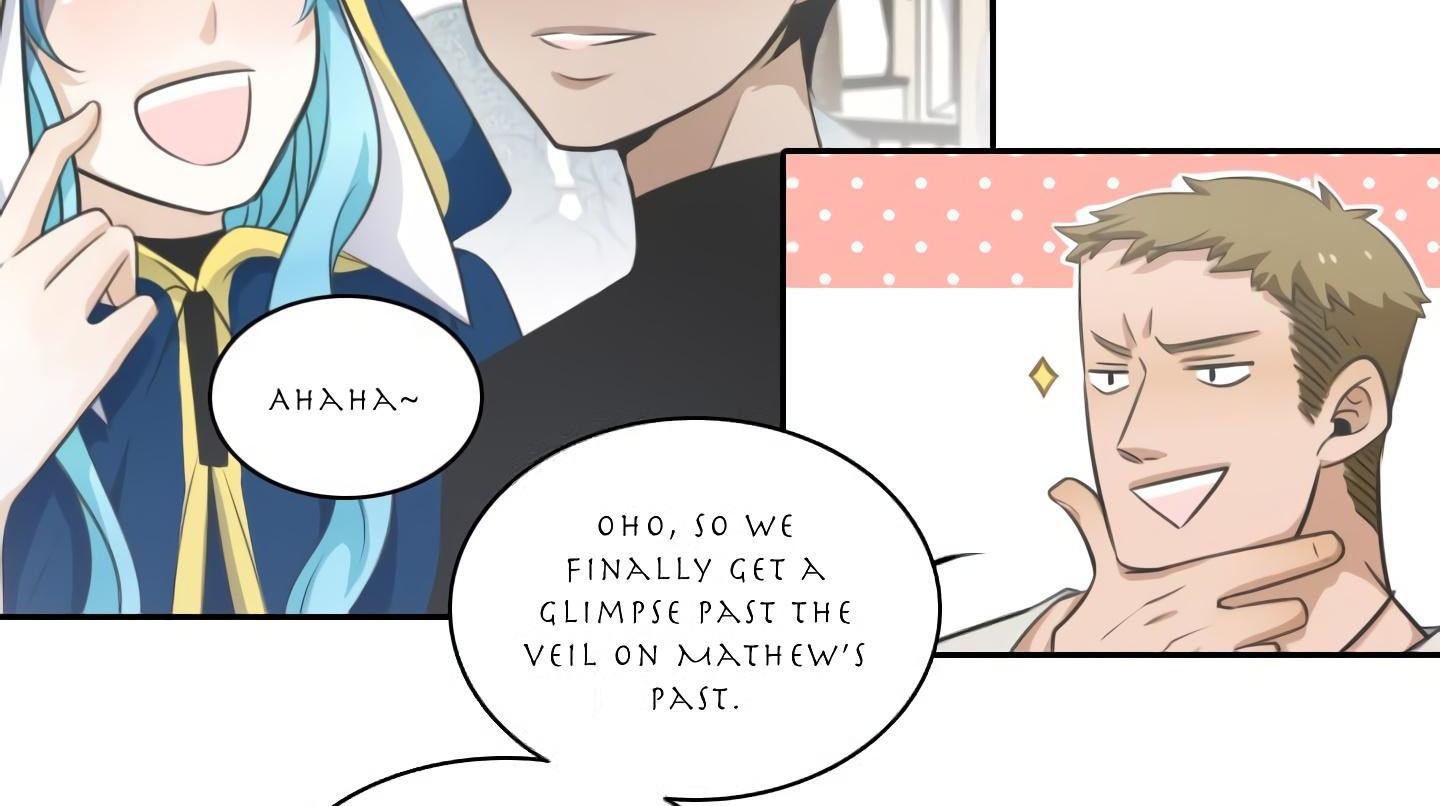 AHAHA~
OHO, SO WE
FINALLY GET A
GLIMPSE PAST THE
VEIL ON MATHEW'S
PAST.